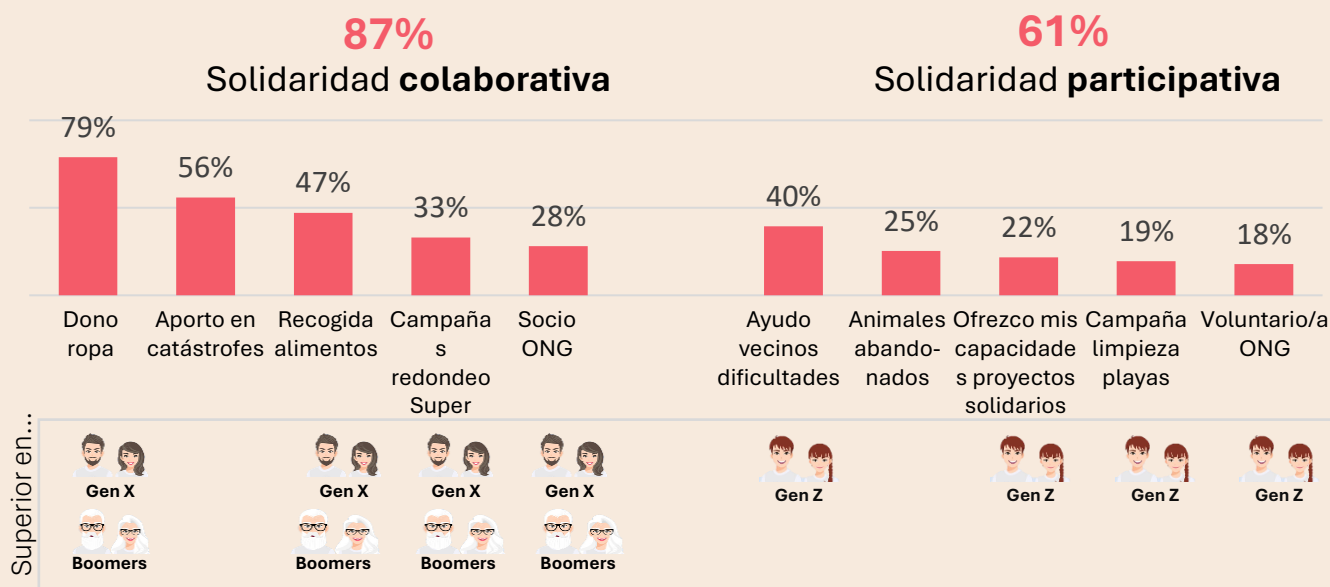 87%
Solidaridad colaborativa
61%
Solidaridad participativa
79%
56%
47%
33%
28%
40%
25%
22%
19%
18%
Dono
ropa
Aporto en
catástrofes
Recogida
alimentos
Campaña
s
redondeo
Super
Socio
ONG
Ayudo
vecinos
dificultades
Animales
abando-
nados
Ofrezco mis
capacidade
s proyectos
solidarios
Campaña
limpieza
playas
Voluntario/a
ONG
Superior en...
Gen X
Gen X
Gen X
Gen X
Gen Z
Gen Z
Gen Z
Gen Z
Boomers
Boomers
Boomers
Boomers